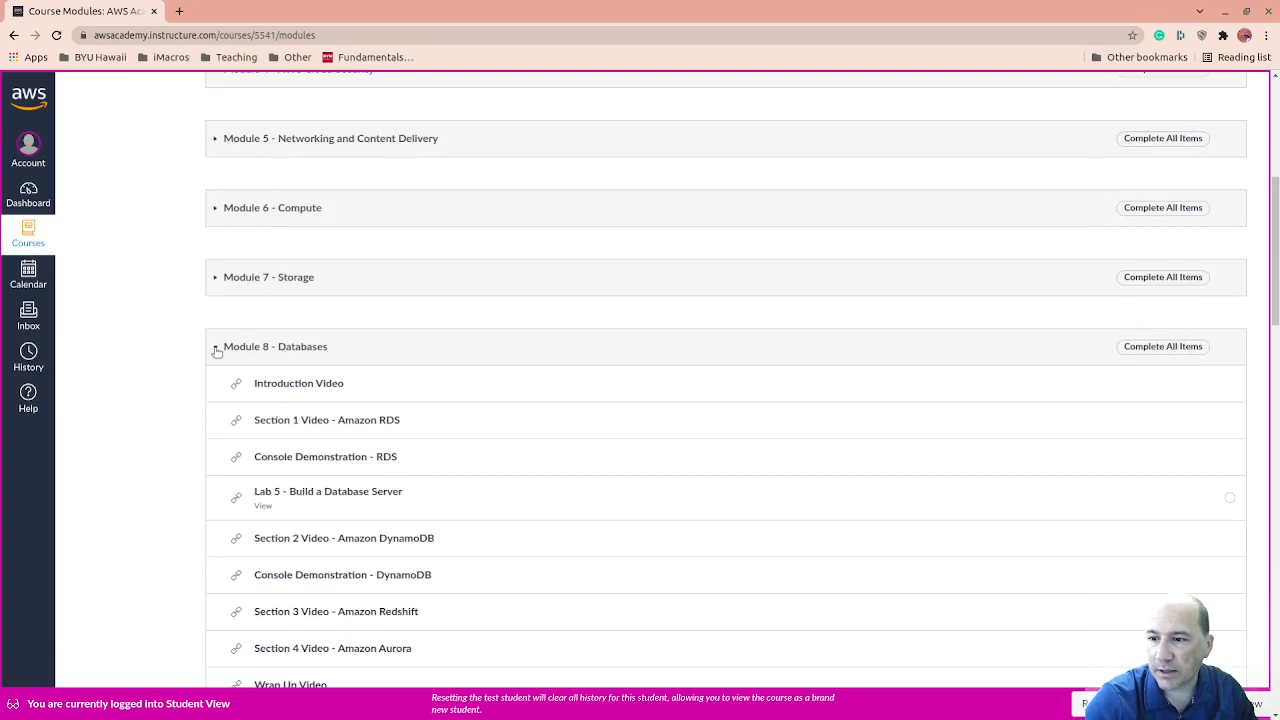 Course Modules: AWS Aca
awsacademy.instructure.com/courses/5541/modules
Apps
BYU Hawaii
iMacros
Teaching
Other
Fundamentals...
Other bookmarks
Reading list
aws
Account
Dashboard
Courses
Calendar
Inbox
History
Help
Module 5 - Networking and Content Delivery
Complete All Items
Module 6 - Compute
Complete All Items
Module 7 - Storage
Complete All Items
Module 8 - Databases
Complete All Items
Introduction Video
Section 1 Video - Amazon RDS
Console Demonstration - RDS
Lab 5 - Build a Database Server
View
Section 2 Video - Amazon DynamoDB
Console Demonstration - DynamoDB
Section 3 Video - Amazon Redshift
Section 4 Video - Amazon Aurora
Wrap Up Video
You are currently logged into Student View
Resetting the test student will clear all history for this student, allowing you to view the course as a brand
new student.